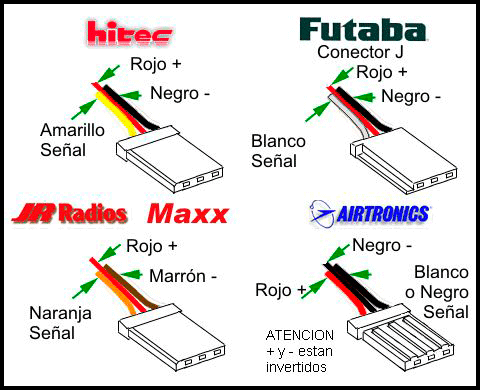 hitec
Rojo +
Negro -
Amarillo
Señal
Futaba
Conector J
Rojo +
Negro -
Blanco
Señal
JR Radios Maxx
Rojo +
Marrón -
Naranja
Señal
AIRTRONICS
Negro -
Rojo +
Blanco
o Negro
Señal
ATENCION
+ y - estan
invertidos